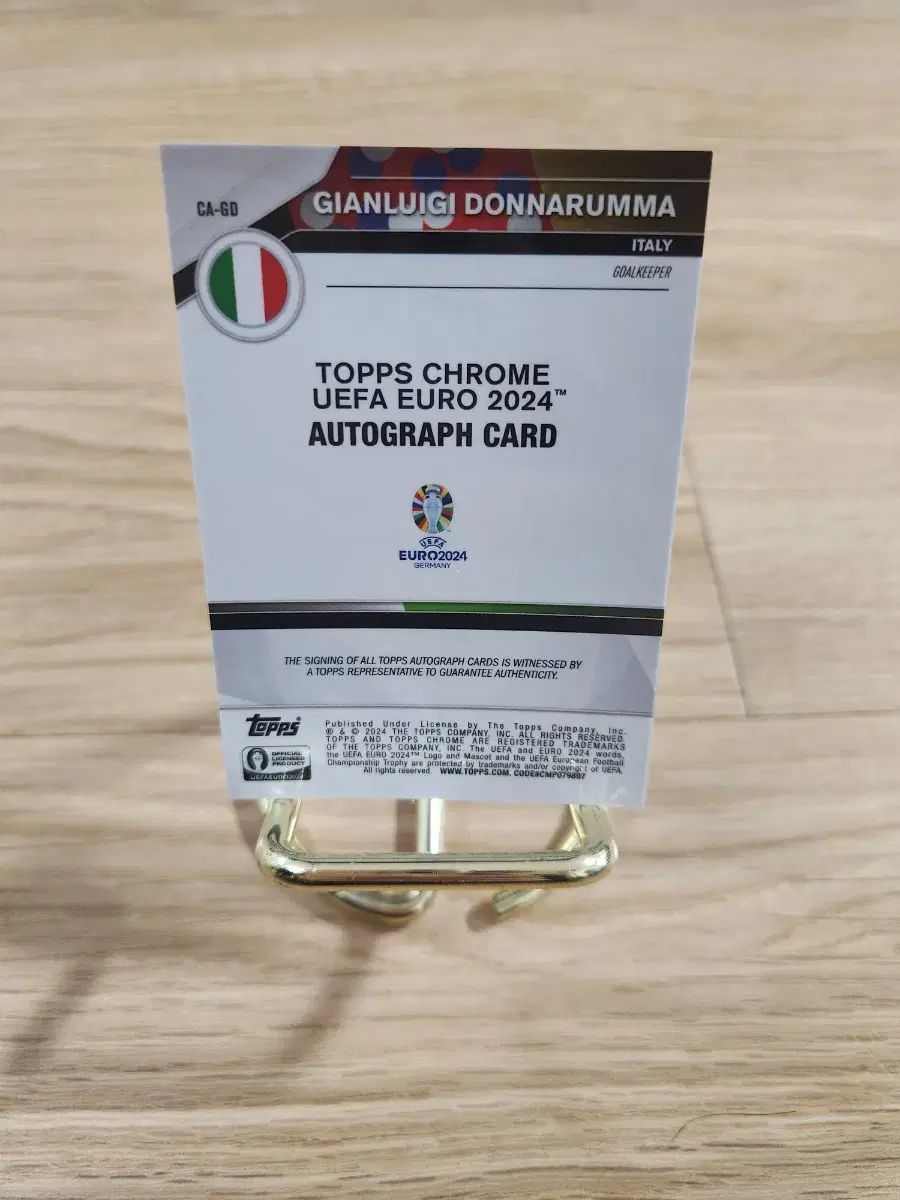 CA-GD
GIANLUIGI DONNARUMMA
ITALY
GOALKEEPER
TOPPS CHROME
UEFA EURO 2024™
AUTOGRAPH CARD
UEFA
EURO2024
GERMANY
THE SIGNING OF ALL TOPPS AUTOGRAPH CARDS IS WITNESSED BY
A TOPPS REPRESENTATIVE TO GUARANTEE AUTHENTICITY.
Topps®
OFFICIAL
LICENSED
PRODUCT
UEFA EURO2024
Published Under License by The Topps Company, Inc.
® & © 2024 THE TOPPS COMPANY, INC. ALL RIGHTS RESERVED.
TOPPS AND TOPPS CHROME ARE REGISTERED TRADEMARKS
OF THE TOPPS COMPANY, INC. The UEFA and EURO 2024 words,
the UEFA EURO 2024™ Logo and Mascot and the UEFA European Football
Championship Trophy are protected by trademarks and/or copyright of UEFA.
All rights reserved. WWW.TOPPS.COM. CODE#CMP079897